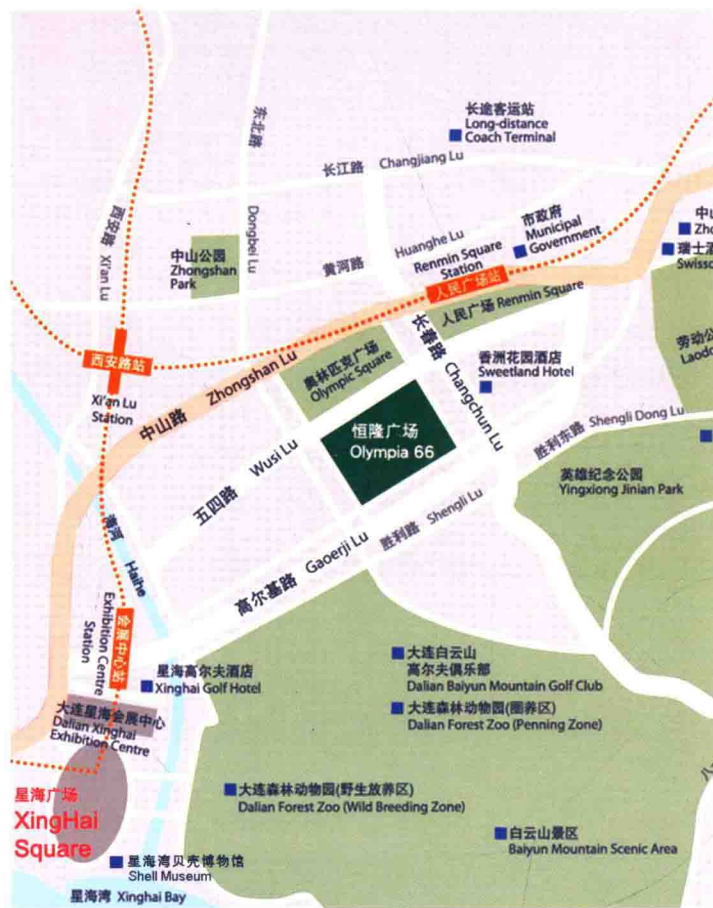 长途客运站
Long-distance
Coach Terminal
东北路
Dongbei Lu
长江路 Changjiang Lu
西安路 Xi'an Lu
中山公园
Zhongshan
Park
黄河路 Huanghe Lu
市政府
Municipal
Government
Renmin Square
Station
人民广场站
人民广场 Renmin Square
中山
Zho
瑞士酒
Swisso
劳动公
Laodo
西安路站
Xi'an Lu
Station
中山路 Zhongshan Lu
奥林匹克广场
Olympic Square
长春路 Changchun Lu
香洲花园酒店
Sweetland Hotel
恒隆广场
Olympia 66
五四路 Wusi Lu
胜利东路 Shengli Dong Lu
英雄纪念公园
Yingxiong Jinian Park
高尔基路 Gaoerji Lu
胜利路 Shengli Lu
Haihe
会展中心站
Exhibition Centre
Station
星海高尔夫酒店
Xinghai Golf Hotel
大连白云山
高尔夫俱乐部
Dalian Baiyun Mountain Golf Club
大连森林动物园(圈养区)
Dalian Forest Zoo (Penning Zone)
大连星海会展中心
Dalian Xinghai
Exhibition Centre
大连森林动物园(野生放养区)
Dalian Forest Zoo (Wild Breeding Zone)
星海广场
XingHai
Square
白云山景区
Baiyun Mountain Scenic Area
星海湾贝壳博物馆
Shell Museum
星海湾 Xinghai Bay